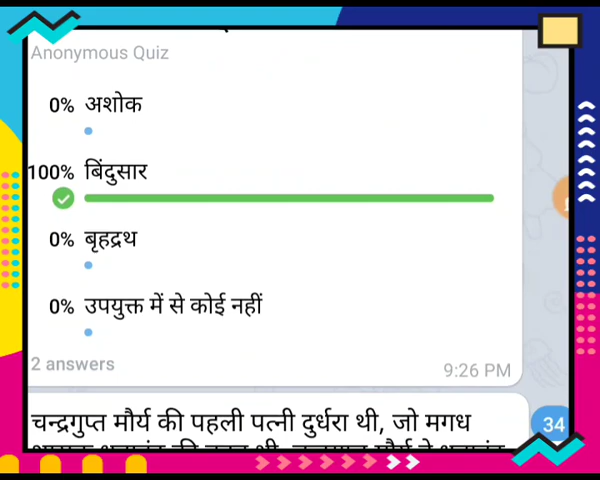 Anonymous Quiz
0% अशोक
100% बिंदुसार
0% बृहद्रथ
0% उपयुक्त में से कोई नहीं
2 answers
9:26 PM
चन्द्रगुप्त मौर्य की पहली पत्नी दुर्धरा थी, जो मगध
34